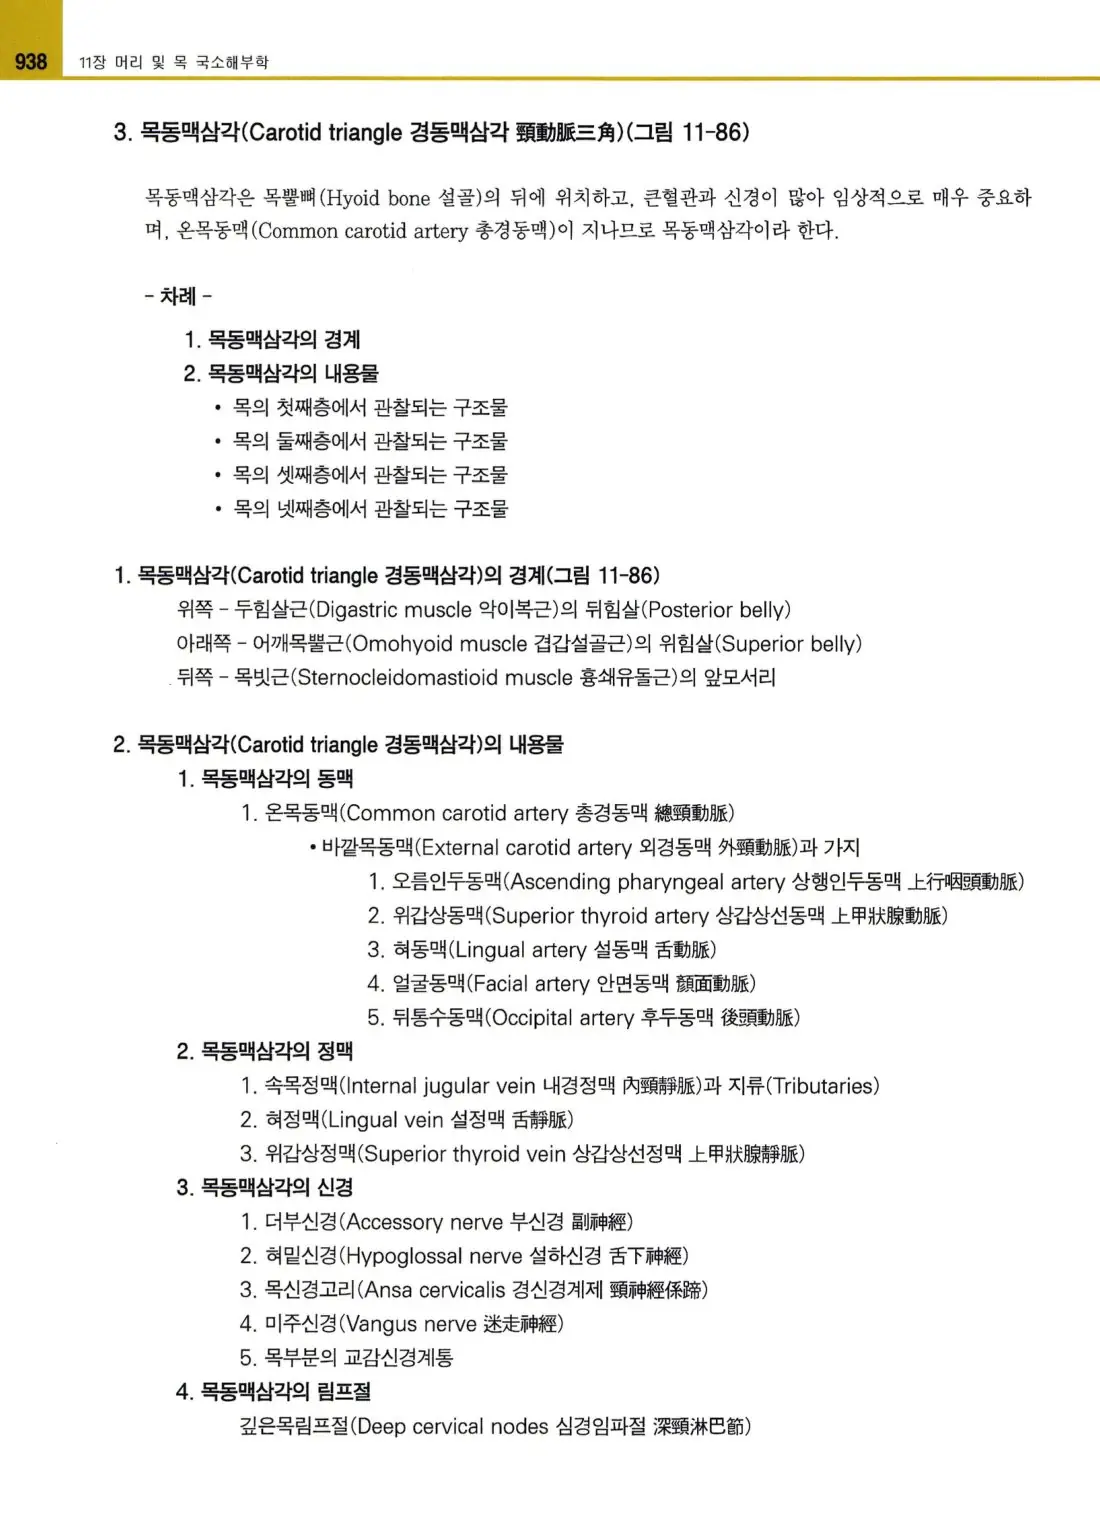 938 11장 머리 및 목 국소해부학
3. 목동맥삼각(Carotid triangle 경동맥삼각 頸動脈三角)(그림 11-86)
목동맥삼각은 목뿔뼈(Hyoid bone 설골)의 뒤에 위치하고, 큰혈관과 신경이 많아 임상적으로 매우 중요하
며, 온목동맥(Common carotid artery 총경동맥)이 지나므로 목동맥삼각이라 한다.
- 차례 -
1. 목동맥삼각의 경계
2. 목동맥삼각의 내용물
• 목의 첫째층에서 관찰되는 구조물
• 목의 둘째층에서 관찰되는 구조물
• 목의 셋째층에서 관찰되는 구조물
• 목의 넷째층에서 관찰되는 구조물
1. 목동맥삼각(Carotid triangle 경동맥삼각)의 경계(그림 11-86)
위쪽 - 두힘살근(Digastric muscle 악이복근)의 뒤힘살(Posterior belly)
아래쪽 - 어깨목뿔근(Omohyoid muscle 겹갑설골근)의 위힘살(Superior belly)
뒤쪽 - 목빗근(Sternocleidomastioid muscle 흉쇄유돌근)의 앞모서리
2. 목동맥삼각(Carotid triangle 경동맥삼각)의 내용물
1. 목동맥삼각의 동맥
1. 온목동맥(Common carotid artery 총경동맥 總頸動脈)
• 바깥목동맥(External carotid artery 외경동맥 外頸動脈)과 가지
1. 오름인두동맥(Ascending pharyngeal artery 상행인두동맥 上行咽頭動脈)
2. 위갑상동맥(Superior thyroid artery 상갑상선동맥 上甲狀腺動脈)
3. 혀동맥(Lingual artery 설동맥 舌動脈)
4. 얼굴동맥(Facial artery 안면동맥 顔面動脈)
5. 뒤통수동맥(Occipital artery 후두동맥 後頭動脈)
2. 목동맥삼각의 정맥
1. 속목정맥(Internal jugular vein 내경정맥 內頸靜脈)과 지류(Tributaries)
2. 혀정맥(Lingual vein 설정맥 舌靜脈)
3. 위갑상정맥(Superior thyroid vein 상갑상선정맥 上甲狀腺靜脈)
3. 목동맥삼각의 신경
1. 더부신경(Accessory nerve 부신경 副神經)
2. 혀밑신경(Hypoglossal nerve 설하신경 舌下神經)
3. 목신경고리(Ansa cervicalis 경신경계제 頸神經係蹄)
4. 미주신경(Vangus nerve 迷走神經)
5. 목부분의 교감신경계통
4. 목동맥삼각의 림프절
깊은목림프절(Deep cervical nodes 심경임파절 深頸淋巴節)